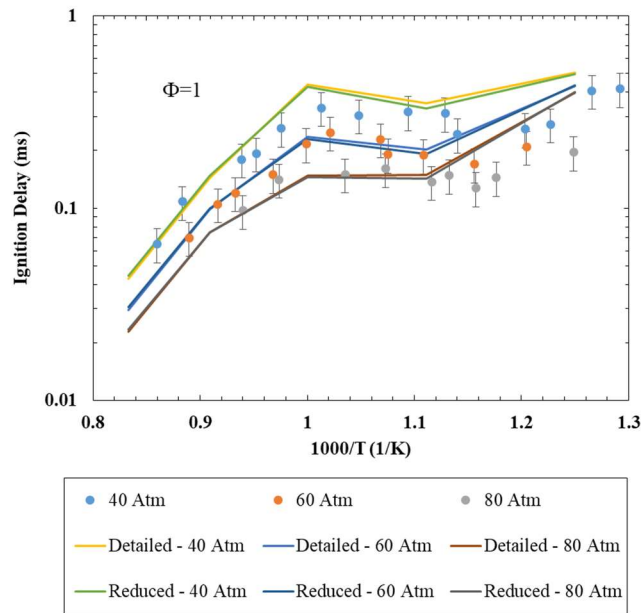 1
Φ=1
0.1
0.01
Ignition Delay (ms)
0.8 0.9 1 1.1 1.2 1.3
1000/T (1/K)
40 Atm 60 Atm 80 Atm
Detailed - 40 Atm Detailed - 60 Atm Detailed - 80 Atm
Reduced - 40 Atm Reduced - 60 Atm Reduced - 80 Atm